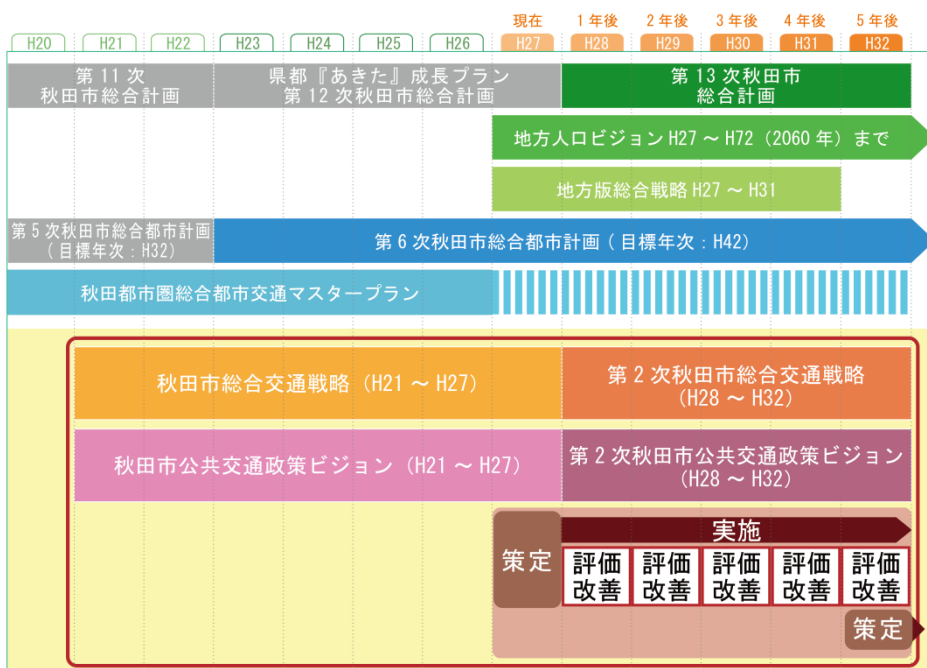 現在 1年後 2年後 3年後 4年後 5年後
H20 H21 H22 H23 H24 H25 H26 H27 H28 H29 H30 H31 H32
第11次
秋田市総合計画
県都『あきた』成長プラン
第12次秋田市総合計画
第13次秋田市
総合計画
地方人口ビジョン H27 ～ H72（2060年）まで
地方版総合戦略 H27 ～ H31
第5次秋田市総合都市計画
(目標年次：H32)
第6次秋田市総合都市計画(目標年次：H42)
秋田都市圏総合都市交通マスタープラン
秋田市総合交通戦略（H21 ～ H27）
第2次秋田市総合交通戦略
(H28 ～ H32)
秋田市公共交通政策ビジョン（H21 ～ H27）
第2次秋田市公共交通政策ビジョン
(H28 ～ H32)
策定
実施
評価
改善
評価
改善
評価
改善
評価
改善
評価
改善
策定